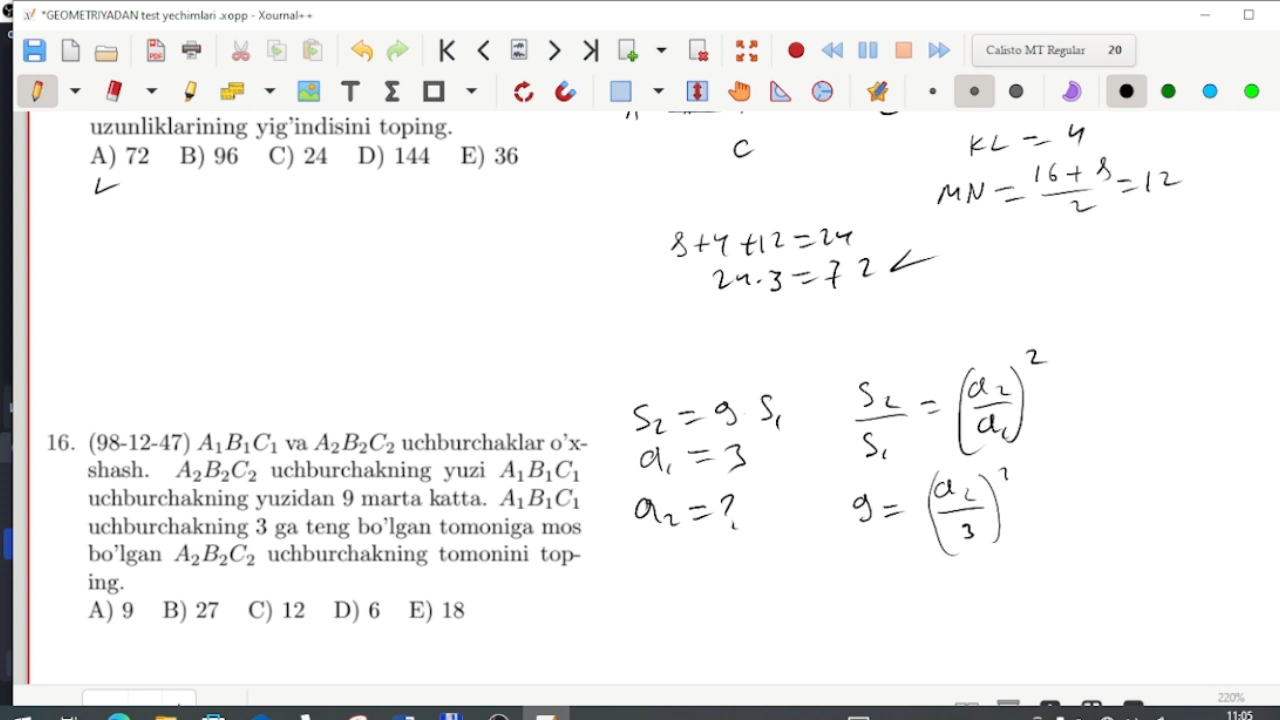 *GEOMETRIYADAN test yechimlari .xopp - Xournal++
Calisto MT Regular 20
uzunliklarining yig'indisini toping.
A) 72 B) 96 C) 24 D) 144 E) 36
C
KL = 4
MN = (16 + 8)/2 = 12
8+4+12=24
24·3=72
16. (98-12-47) A₁B₁C₁ va A₂B₂C₂ uchburchaklar o'x-
shash. A₂B₂C₂ uchburchakning yuzi A₁B₁C₁
uchburchakning yuzidan 9 marta katta. A₁B₁C₁
uchburchakning 3 ga teng bo'lgan tomoniga mos
bo'lgan A₂B₂C₂ uchburchakning tomonini top-
ing.
A) 9 B) 27 C) 12 D) 6 E) 18
S₂ = 9·S₁
a₁ = 3
a₂ = ?
S₂/S₁ = (a₂/a₁)²
9 = (a₂/3)²
220%
11:05